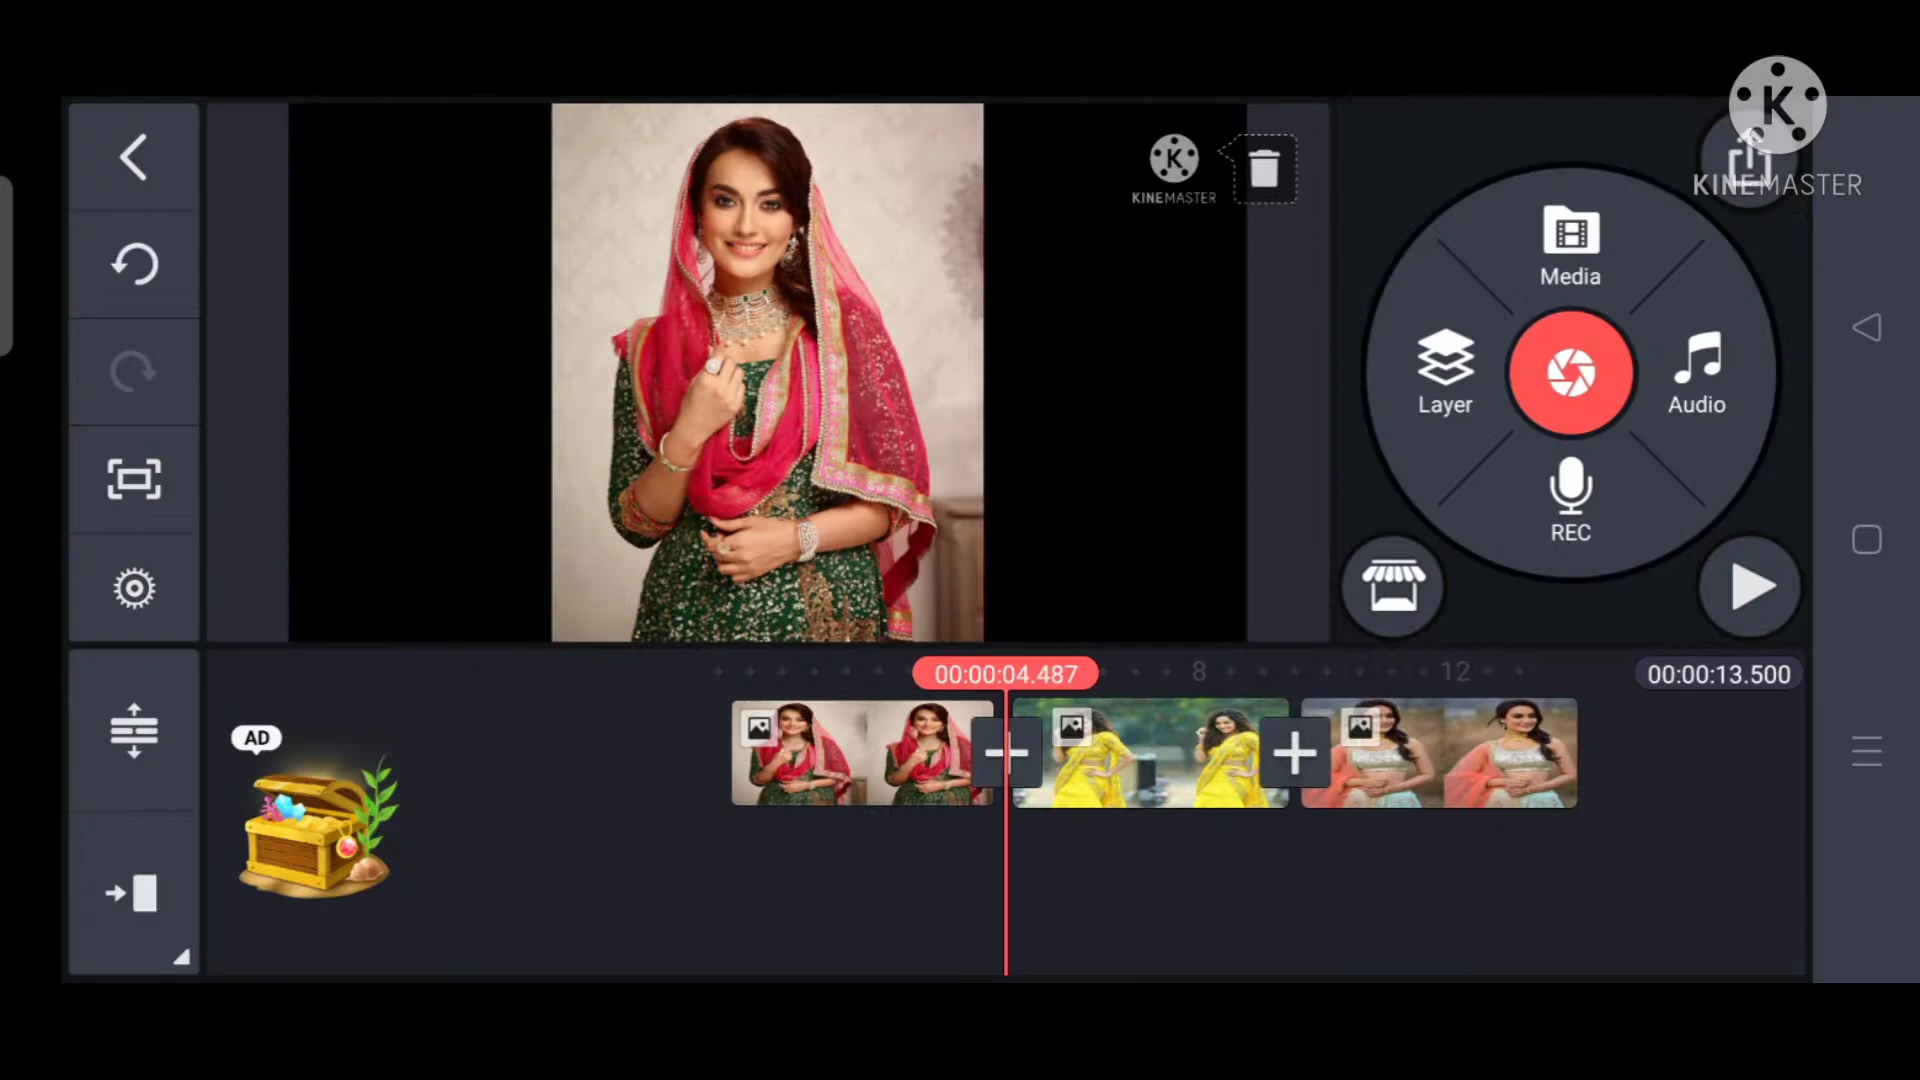 KINEMASTER
KINEMASTER
Media
Layer
Audio
REC
00:00:04.487
8
12
00:00:13.500
AD